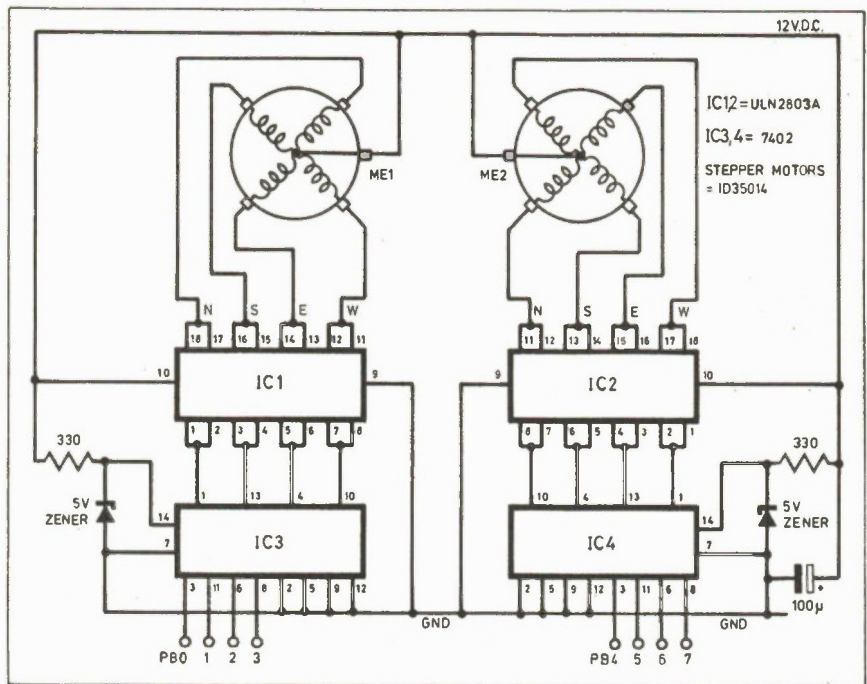 12V.D.C.
IC1,2=ULN2803A
IC3,4= 7402
STEPPER MOTORS
= ID35014
ME1
ME2
N S E W
18 17 16 15 14 13 12 11
10 IC1 9
1 2 3 4 5 6 7 8
N S E W
11 12 13 14 15 16 17 18
9 IC2 10
8 7 6 5 4 3 2 1
330
5V
ZENER
1 13 4 10
14
7
IC3
3 11 6 8 2 5 9 12
PB0 1 2 3
GND
10 4 13 1
14
7
IC4
2 5 9 12 3 11 6 8
PB4 5 6 7
330
5V
ZENER
+
100μ
GND